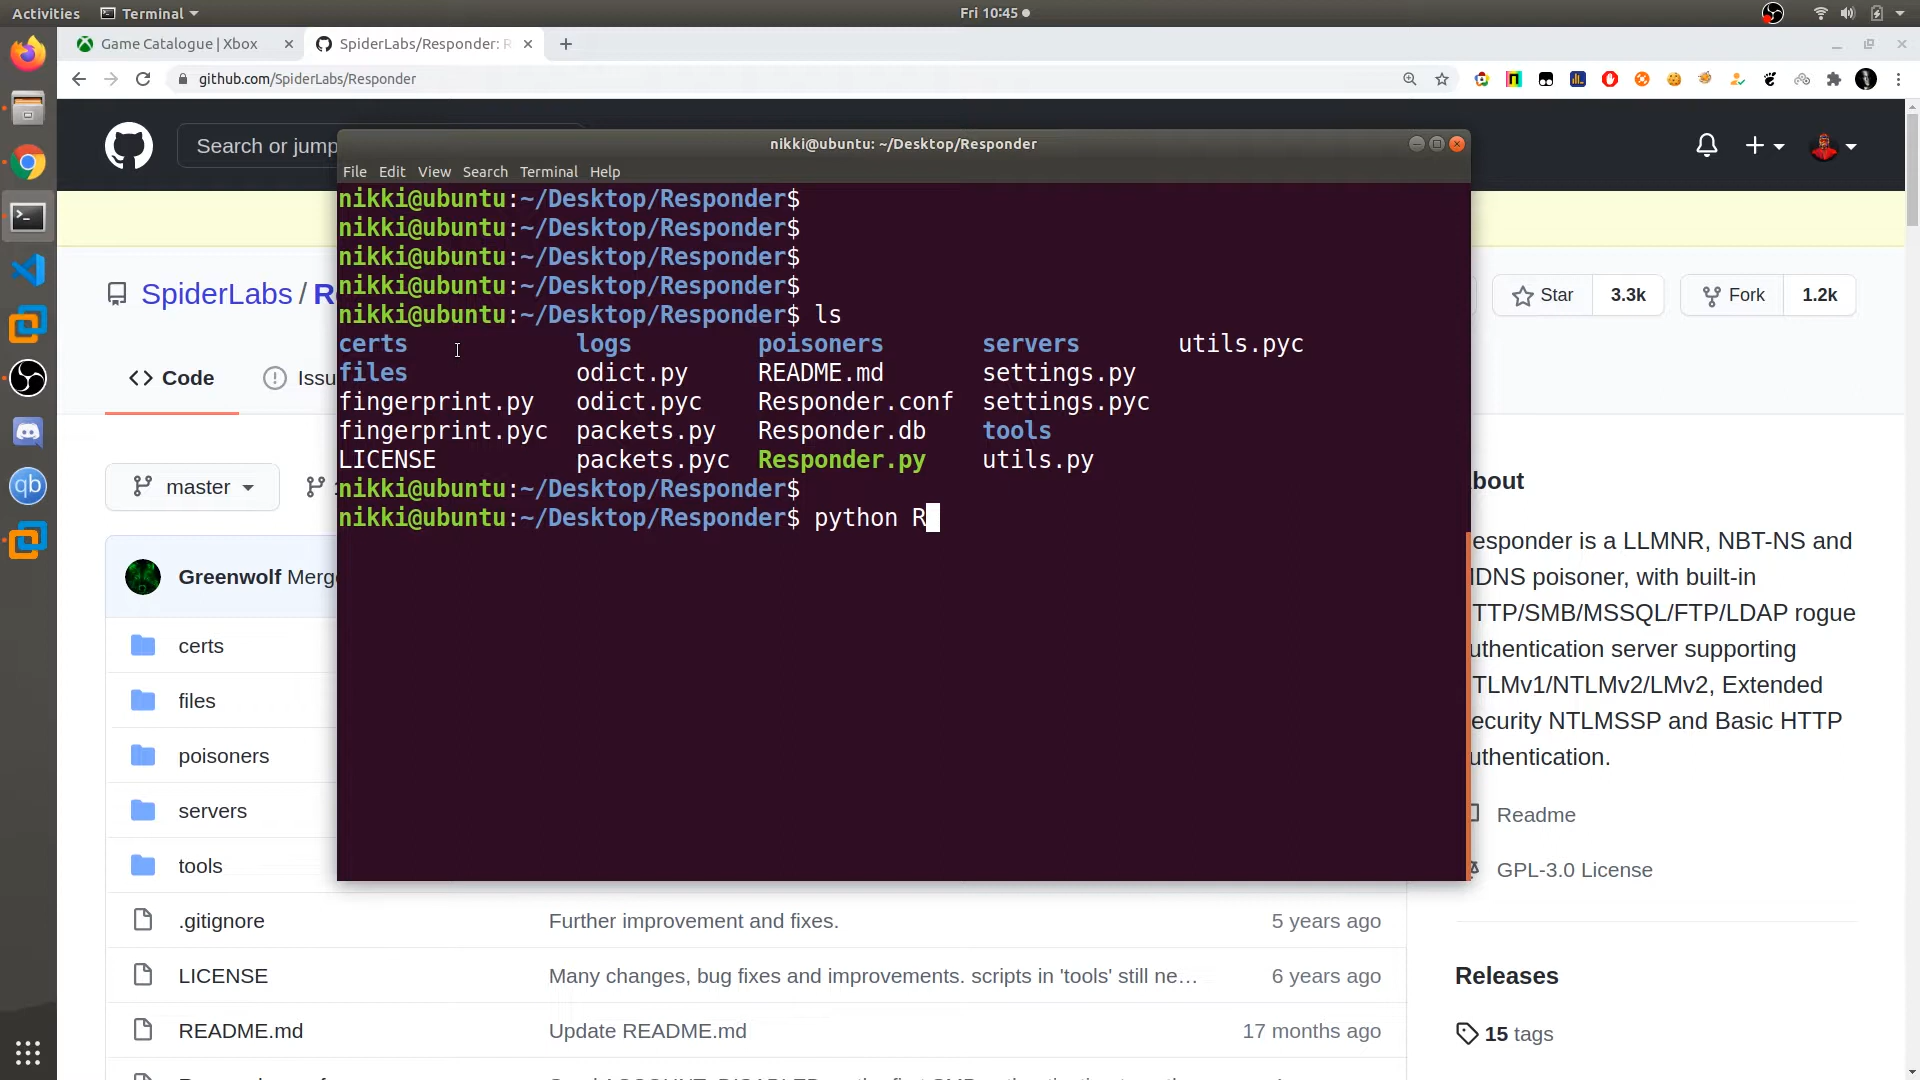 Activities
Terminal
Fri 10:45
Game Catalogue | Xbox
SpiderLabs/Responder: R
github.com/SpiderLabs/Responder
Search or jump
nikki@ubuntu: ~/Desktop/Responder
File Edit View Search Terminal Help
nikki@ubuntu:~/Desktop/Responder$
nikki@ubuntu:~/Desktop/Responder$
nikki@ubuntu:~/Desktop/Responder$
nikki@ubuntu:~/Desktop/Responder$
nikki@ubuntu:~/Desktop/Responder$ ls
certs logs poisoners servers utils.pyc
files odict.py README.md settings.py
fingerprint.py odict.pyc Responder.conf settings.pyc
fingerprint.pyc packets.py Responder.db tools
LICENSE packets.pyc Responder.py utils.py
nikki@ubuntu:~/Desktop/Responder$
nikki@ubuntu:~/Desktop/Responder$ python R
SpiderLabs / R
Star 3.3k
Fork 1.2k
Code
Issu
master
Greenwolf Merg
certs
files
poisoners
servers
tools
.gitignore Further improvement and fixes. 5 years ago
LICENSE Many changes, bug fixes and improvements. scripts in 'tools' still ne… 6 years ago
README.md Update README.md 17 months ago
bout
esponder is a LLMNR, NBT-NS and
DNS poisoner, with built-in
TTP/SMB/MSSQL/FTP/LDAP rogue
uthentication server supporting
TLMv1/NTLMv2/LMv2, Extended
ecurity NTLMSSP and Basic HTTP
uthentication.
Readme
GPL-3.0 License
Releases
15 tags
qb